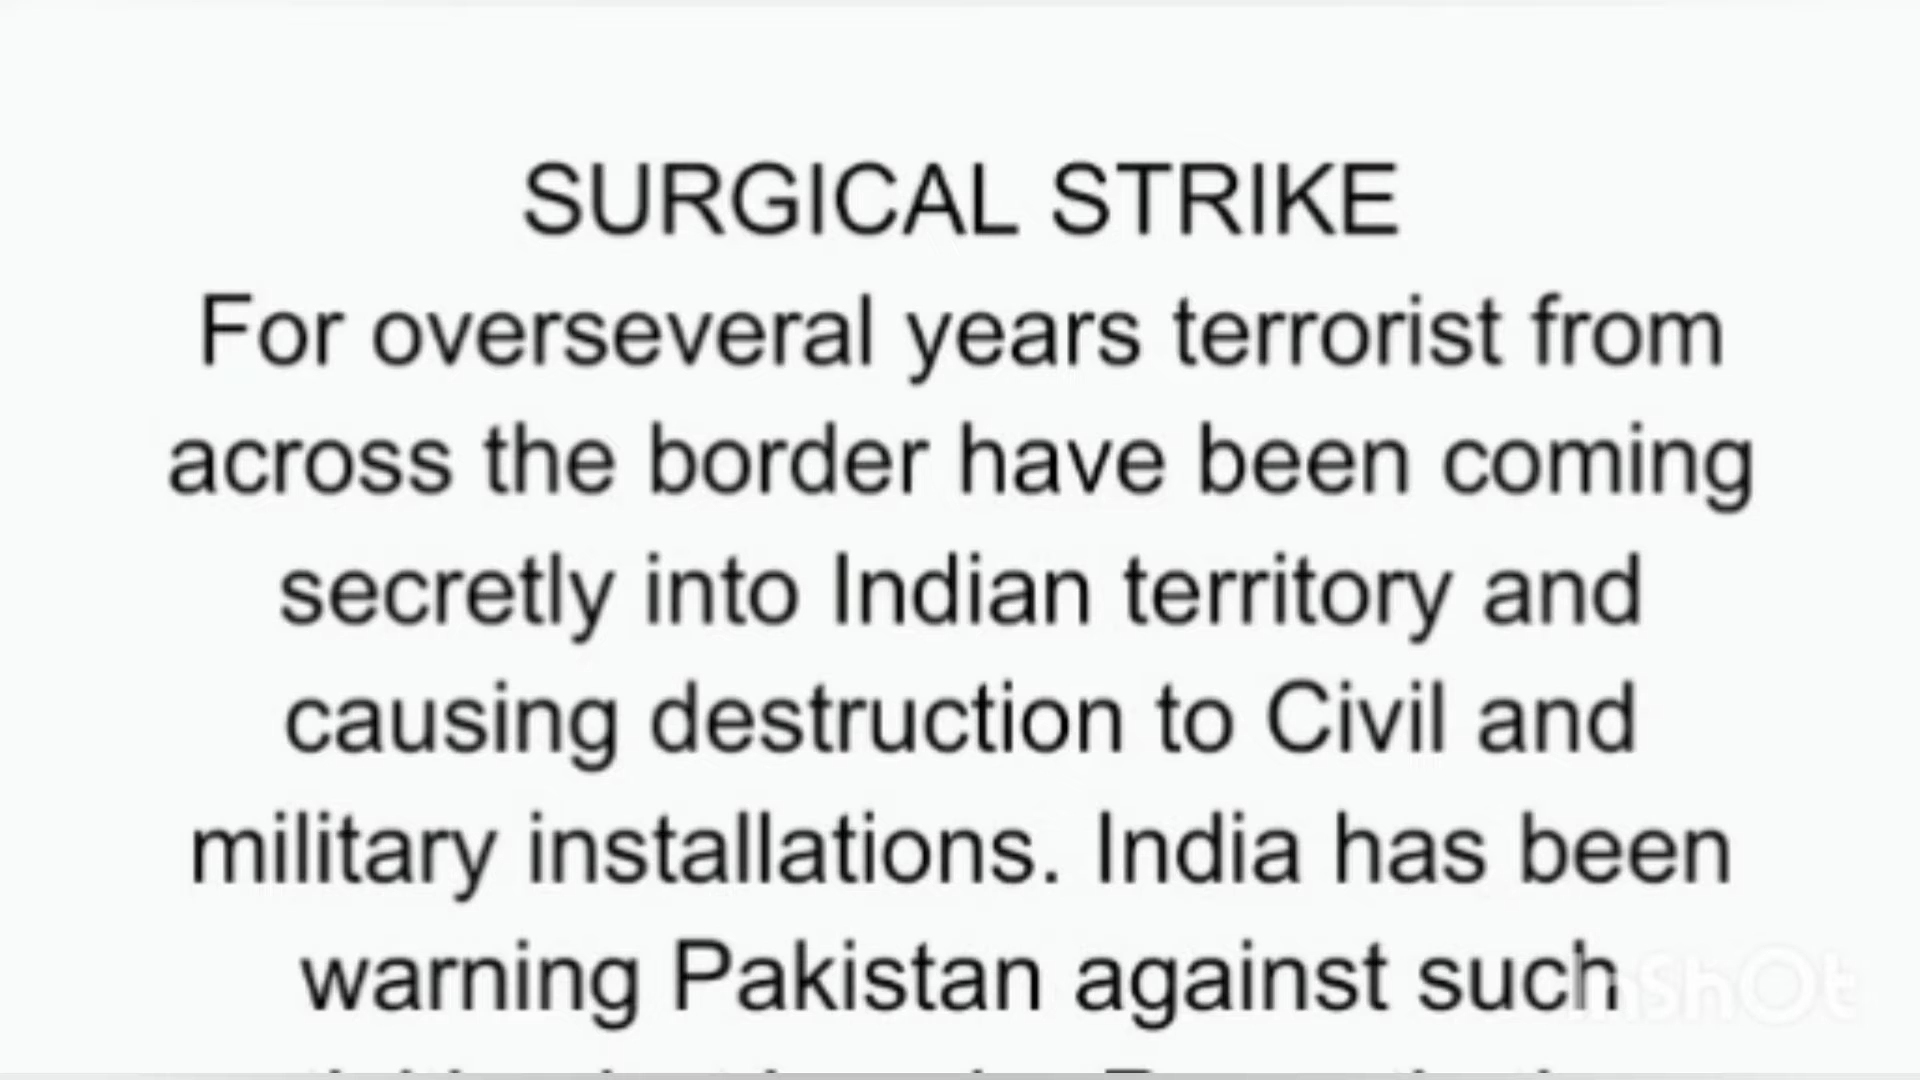 SURGICAL STRIKE
For overseveral years terrorist from
across the border have been coming
secretly into Indian territory and
causing destruction to Civil and
military installations. India has been
warning Pakistan against such
InShOt